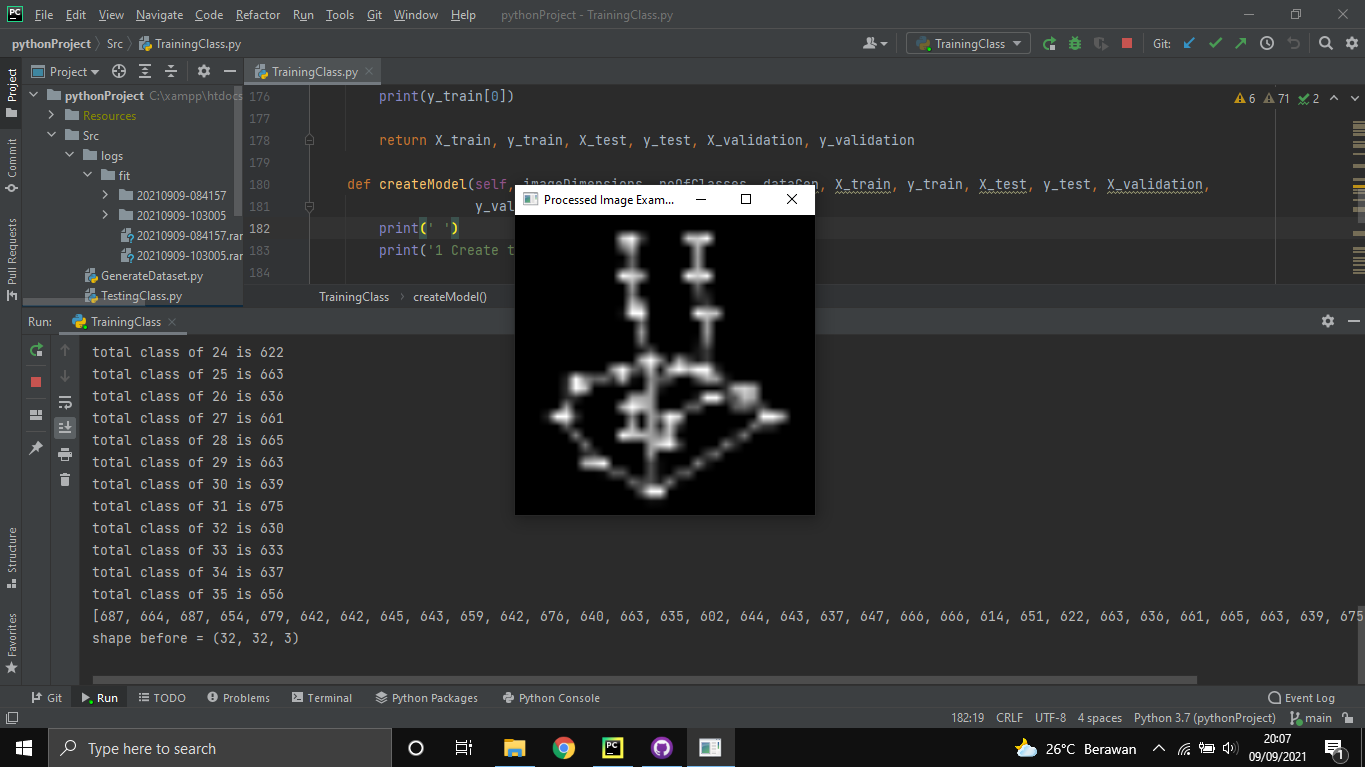 PC File Edit View Navigate Code Refactor Run Tools Git Window Help pythonProject - TrainingClass.py
pythonProject Src TrainingClass.py TrainingClass Git:
Project
Commit
Pull Requests
Structure
Favorites
Project
pythonProject C:\xampp\htdocs
Resources
Src
logs
fit
20210909-084157
20210909-103005
20210909-084157.rar
20210909-103005.rar
GenerateDataset.py
TestingClass.py
TrainingClass.py
6 71 2
176 print(y_train[0])
177
178 return X_train, y_train, X_test, y_test, X_validation, y_validation
179
180 def createModel(self, X_train, y_train, X_test, y_test, X_validation,
181 y_val
182 print(' ')
183 print('1 Create t
184
TrainingClass createModel()
Processed Image Exam...
Run: TrainingClass
total class of 24 is 622
total class of 25 is 663
total class of 26 is 636
total class of 27 is 661
total class of 28 is 665
total class of 29 is 663
total class of 30 is 639
total class of 31 is 675
total class of 32 is 630
total class of 33 is 633
total class of 34 is 637
total class of 35 is 656
[687, 664, 687, 654, 679, 642, 642, 645, 643, 659, 642, 676, 640, 663, 635, 602, 644, 643, 637, 647, 666, 666, 614, 651, 622, 663, 636, 661, 665, 663, 639, 675
shape before = (32, 32, 3)
Git Run TODO Problems Terminal Python Packages Python Console Event Log
182:19 CRLF UTF-8 4 spaces Python 3.7 (pythonProject) main
Type here to search PC 26°C Berawan 20:07
09/09/2021 1